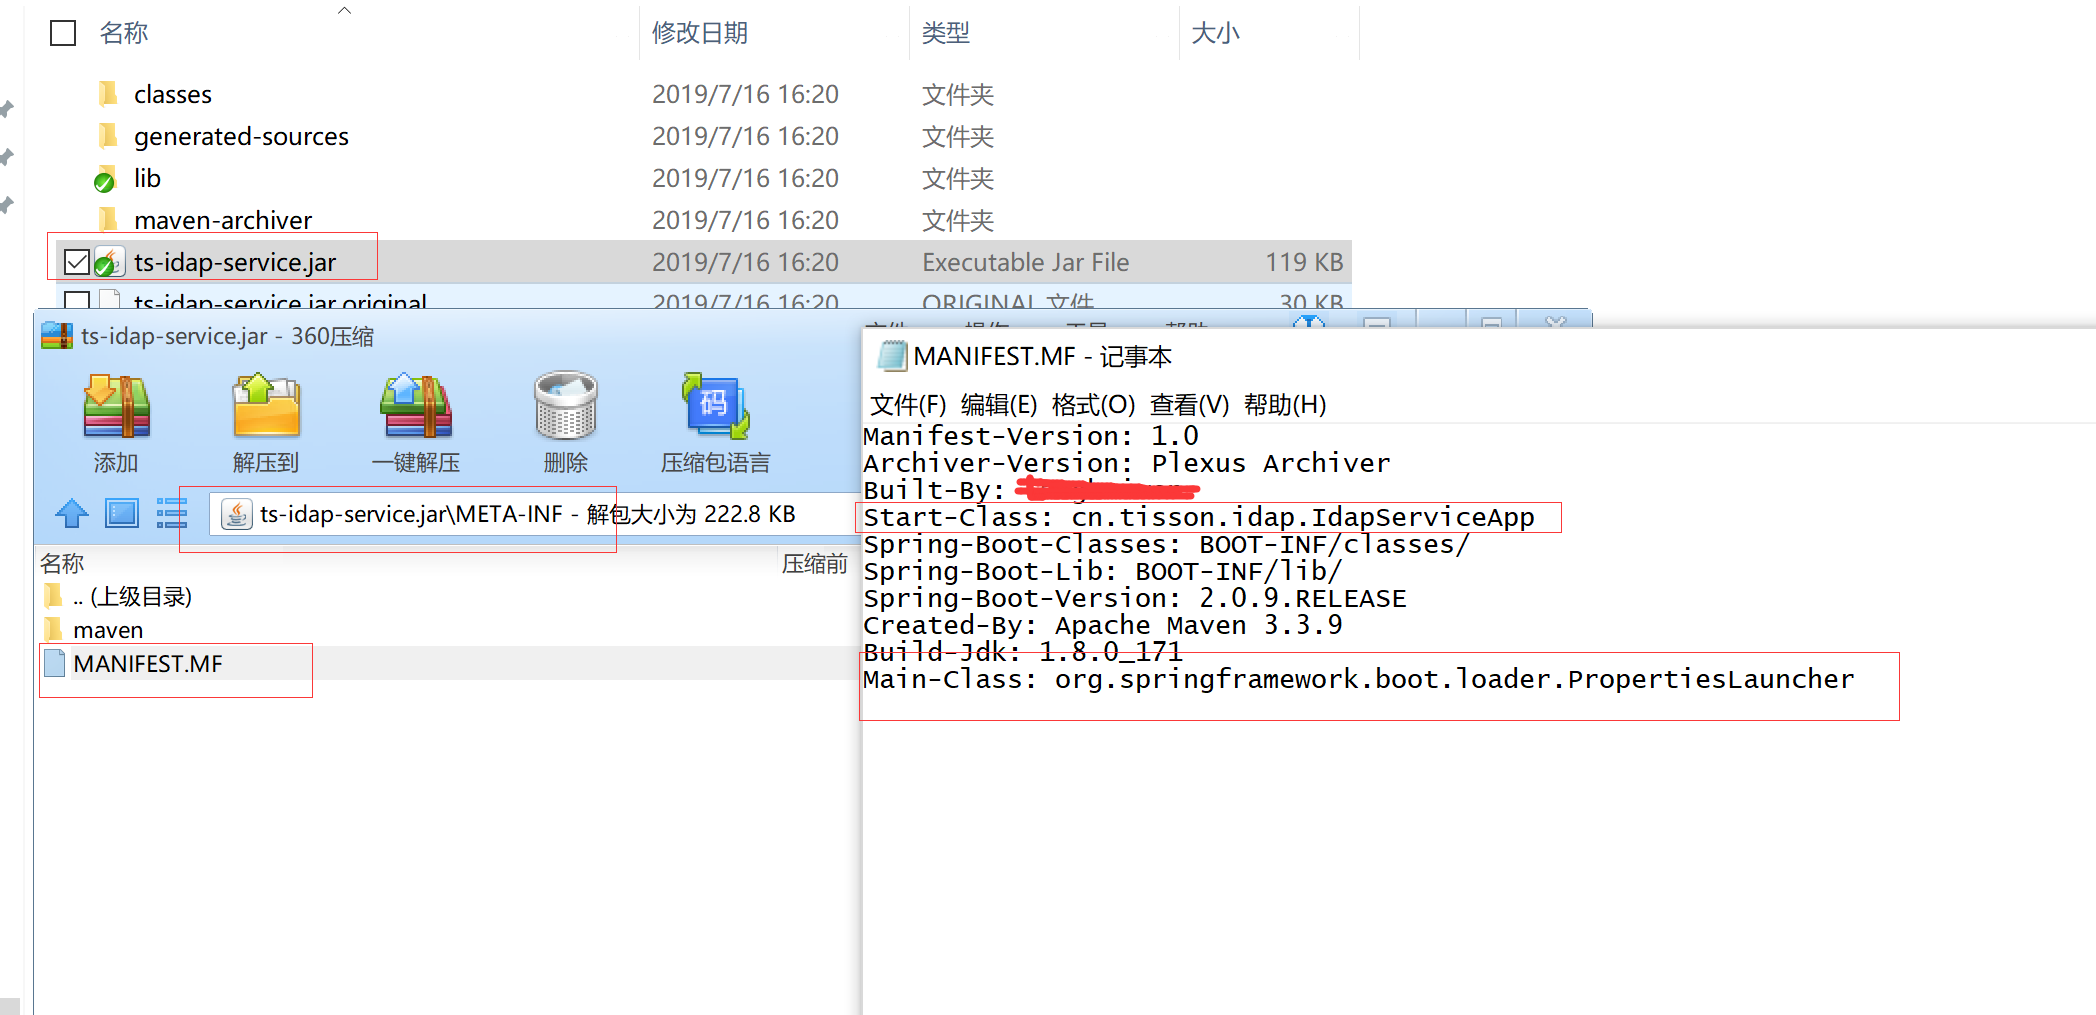 名称 修改日期 类型 大小
classes 2019/7/16 16:20 文件夹
generated-sources 2019/7/16 16:20 文件夹
lib 2019/7/16 16:20 文件夹
maven-archiver 2019/7/16 16:20 文件夹
ts-idap-service.jar 2019/7/16 16:20 Executable Jar File 119 KB
ts-idap-service.jar.original 2019/7/16 16:20 ORIGINAL 文件 30 KB
ts-idap-service.jar - 360压缩
文件 操作 工具 帮助
添加 解压到 一键解压 删除 压缩包语言
码
ts-idap-service.jar\META-INF - 解包大小为 222.8 KB
名称 压缩前
.. (上级目录)
maven
MANIFEST.MF
MANIFEST.MF - 记事本
文件(F) 编辑(E) 格式(O) 查看(V) 帮助(H)
Manifest-Version: 1.0
Archiver-Version: Plexus Archiver
Built-By:
Start-Class: cn.tisson.idap.IdapServiceApp
Spring-Boot-Classes: BOOT-INF/classes/
Spring-Boot-Lib: BOOT-INF/lib/
Spring-Boot-Version: 2.0.9.RELEASE
Created-By: Apache Maven 3.3.9
Build-Jdk: 1.8.0_171
Main-Class: org.springframework.boot.loader.PropertiesLauncher